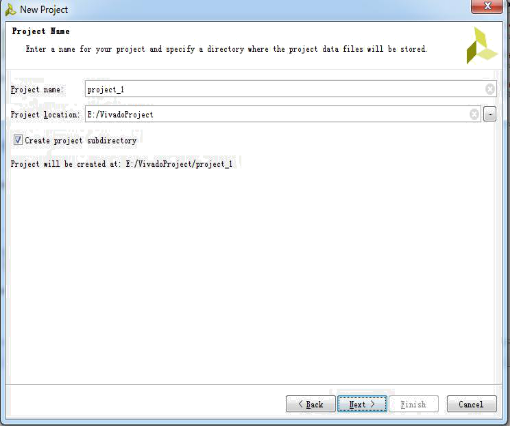 New Project
Project Name
Enter a name for your project and specify a directory where the project data files will be stored.
Project name: project_1
Project location: E:/VivadoProject
Create project subdirectory
Project will be created at: E:/VivadoProject/project_1
< Back Next > Finish Cancel